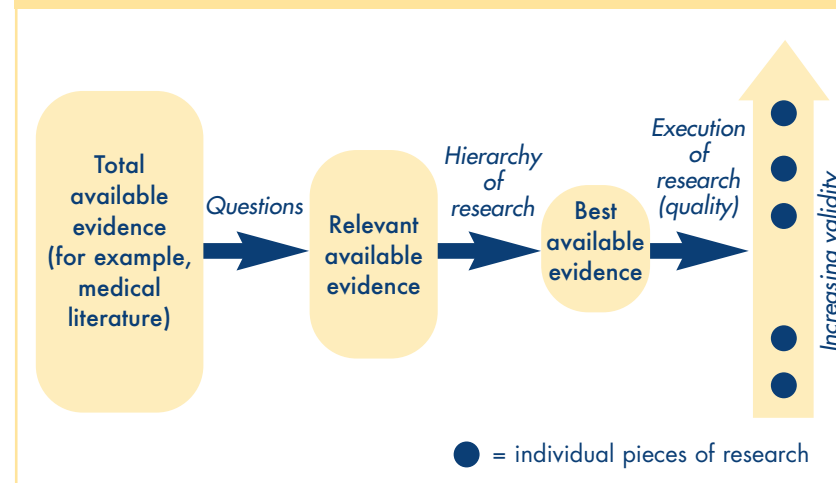 Total
available
evidence
(for example,
medical
literature)
Questions
Relevant
available
evidence
Hierarchy
of
research
Best
available
evidence
Execution
of
research
(quality)
Increasing validity
= individual pieces of research